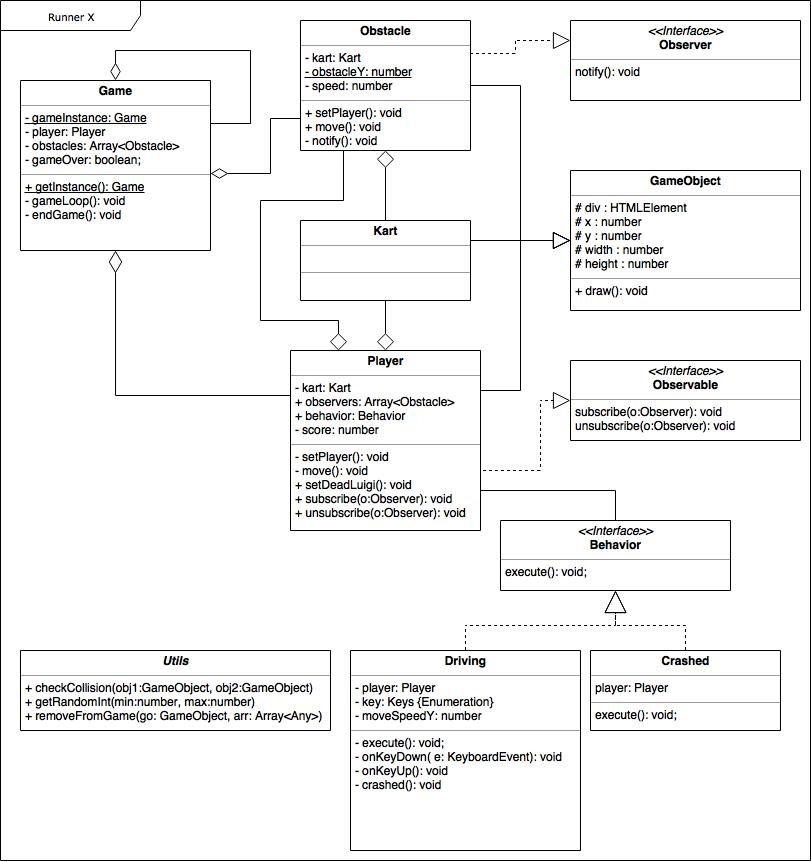 Runner X
Obstacle
- kart: Kart
- obstacleY: number
- speed: number
+ setPlayer(): void
+ move(): void
- notify(): void
<<Interface>>
Observer
notify(): void
Game
- gameInstance: Game
- player: Player
- obstacles: Array<Obstacle>
- gameOver: boolean;
+ getInstance(): Game
- gameLoop(): void
- endGame(): void
GameObject
# div : HTMLElement
# x : number
# y : number
# width : number
# height : number
+ draw(): void
Kart
Player
- kart: Kart
+ observers: Array<Obstacle>
+ behavior: Behavior
- score: number
- setPlayer(): void
- move(): void
+ setDeadLuigi(): void
+ subscribe(o:Observer): void
+ unsubscribe(o:Observer): void
<<Interface>>
Observable
subscribe(o:Observer): void
unsubscribe(o:Observer): void
<<Interface>>
Behavior
execute(): void;
Utils
+ checkCollision(obj1:GameObject, obj2:GameObject)
+ getRandomInt(min:number, max:number)
+ removeFromGame(go: GameObject, arr: Array<Any>)
Driving
- player: Player
- key: Keys {Enumeration}
- moveSpeedY: number
- execute(): void;
- onKeyDown( e: KeyboardEvent): void
- onKeyUp(): void
- crashed(): void
Crashed
player: Player
execute(): void;